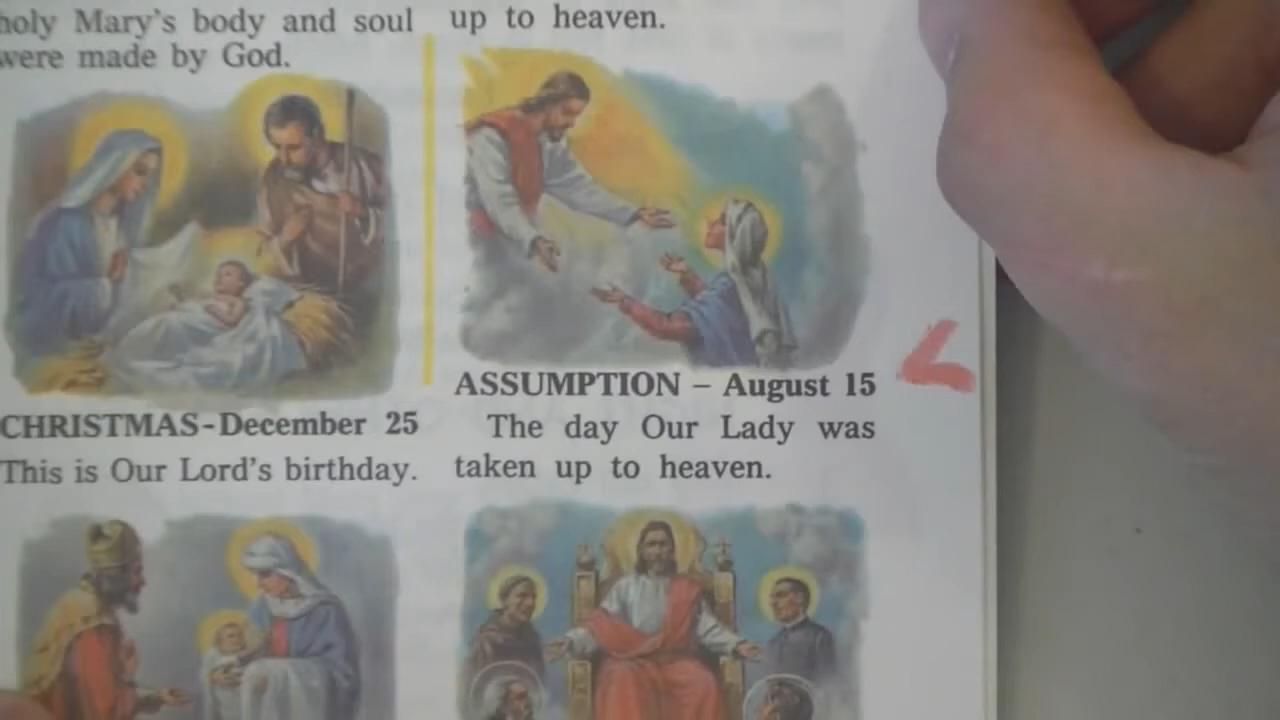 holy Mary's body and soul
were made by God.
CHRISTMAS-December 25
This is Our Lord's birthday.
up to heaven.
ASSUMPTION – August 15
The day Our Lady was
taken up to heaven.